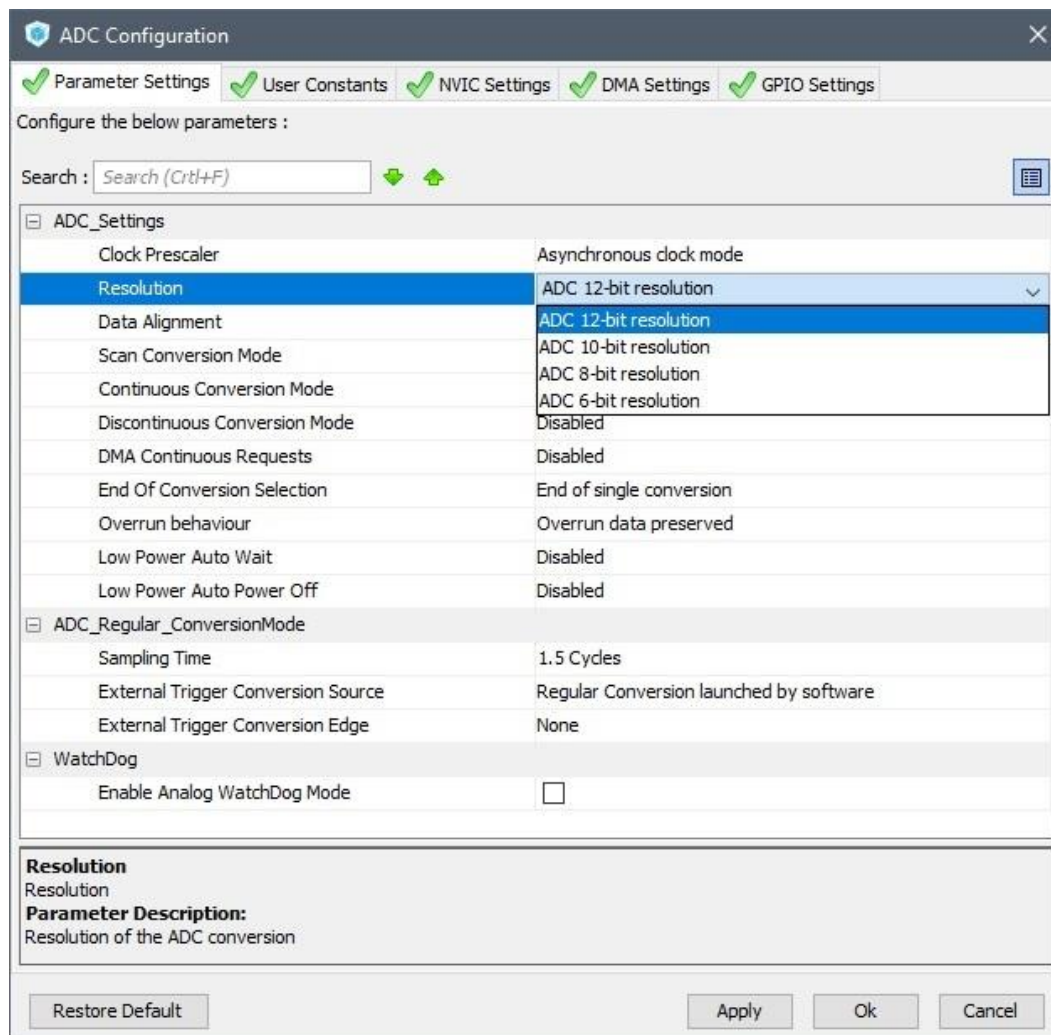 ADC Configuration
Parameter Settings User Constants NVIC Settings DMA Settings GPIO Settings
Configure the below parameters :
Search : Search (Crtl+F)
ADC_Settings
Clock Prescaler Asynchronous clock mode
Resolution ADC 12-bit resolution
Data Alignment ADC 12-bit resolution
Scan Conversion Mode ADC 10-bit resolution
Continuous Conversion Mode ADC 8-bit resolution
ADC 6-bit resolution
Discontinuous Conversion Mode Disabled
DMA Continuous Requests Disabled
End Of Conversion Selection End of single conversion
Overrun behaviour Overrun data preserved
Low Power Auto Wait Disabled
Low Power Auto Power Off Disabled
ADC_Regular_ConversionMode
Sampling Time 1.5 Cycles
External Trigger Conversion Source Regular Conversion launched by software
External Trigger Conversion Edge None
WatchDog
Enable Analog WatchDog Mode
Resolution
Resolution
Parameter Description:
Resolution of the ADC conversion
Restore Default Apply Ok Cancel